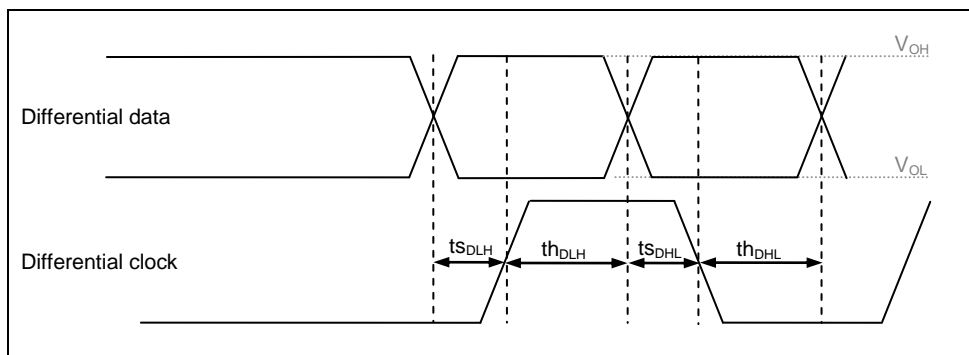 V_OH
Differential data
V_OL
ts_DLH th_DLH ts_DHL th_DHL
Differential clock